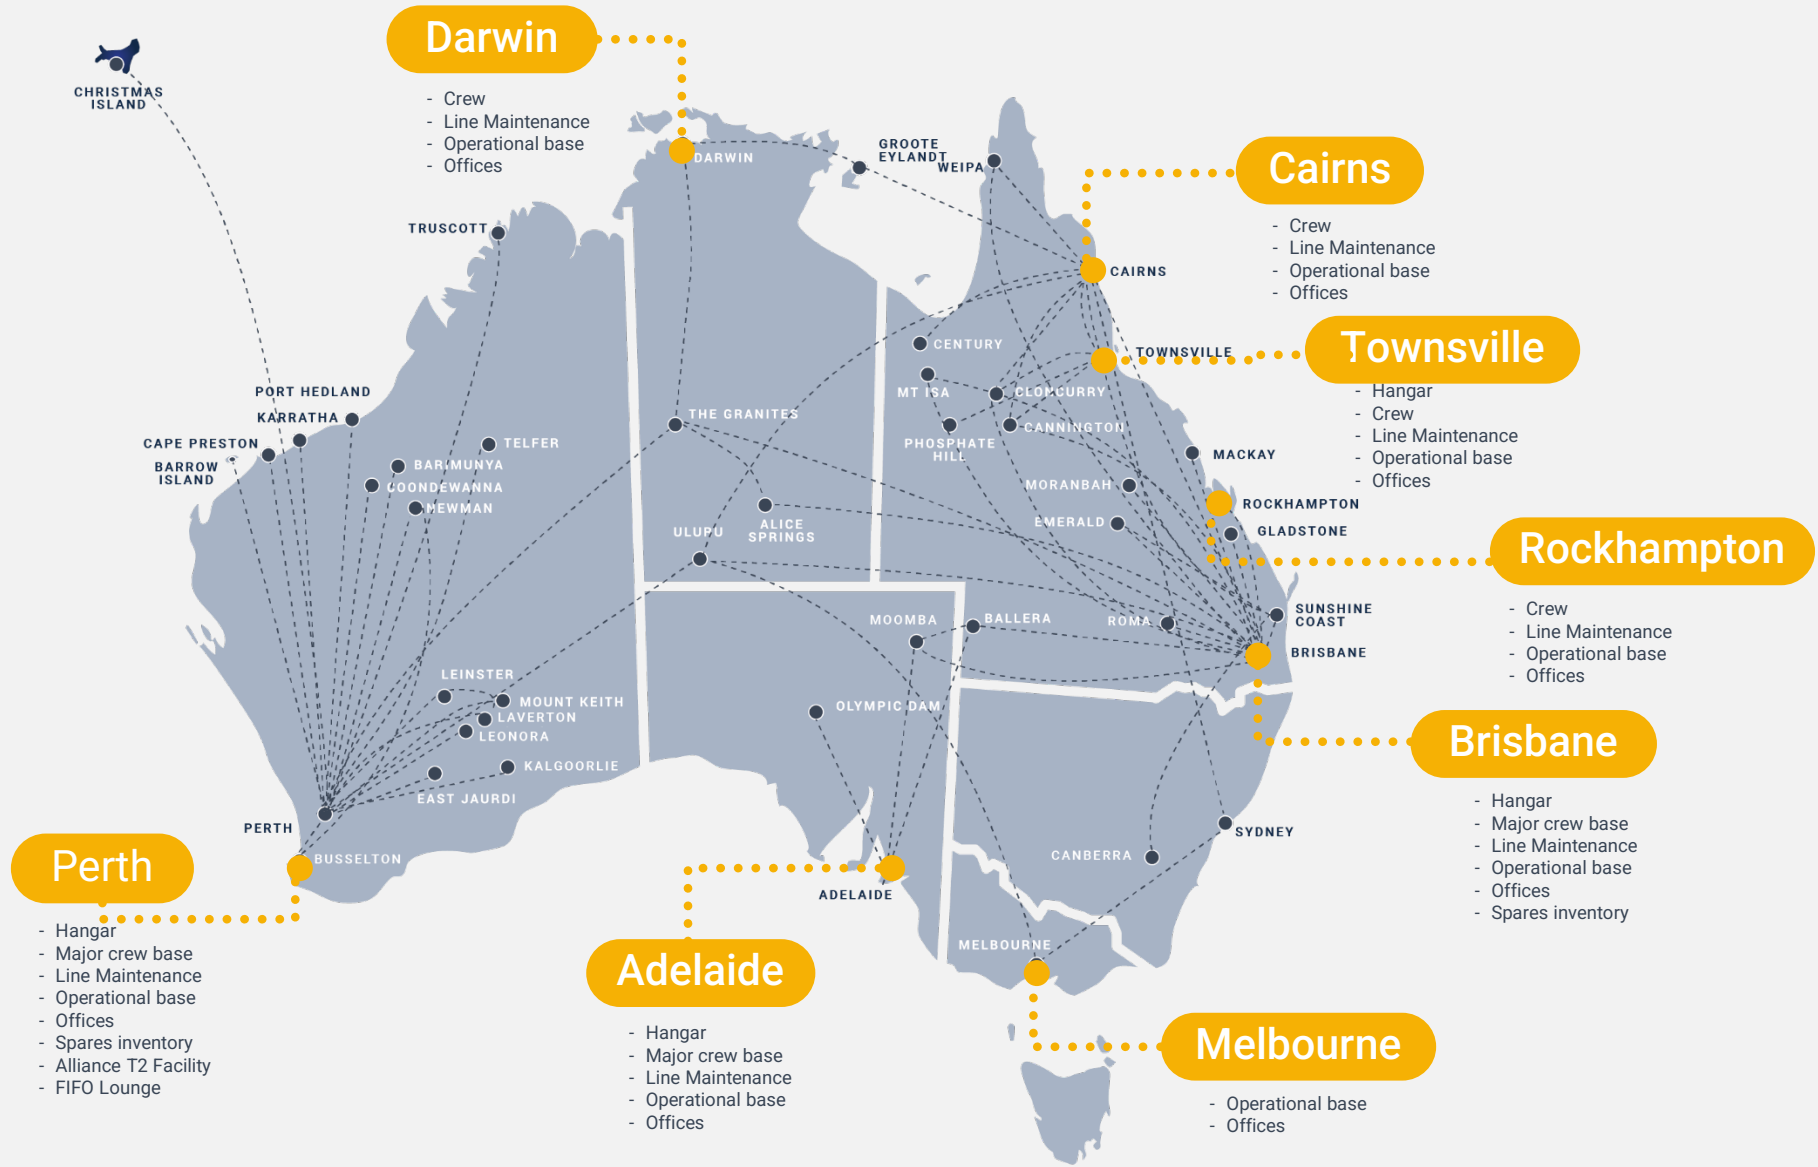 Darwin
- Crew
- Line Maintenance
- Operational base
- Offices
CHRISTMAS
ISLAND
DARWIN
GROOTE
EYLANDT
WEIPA
Cairns
- Crew
- Line Maintenance
- Operational base
- Offices
TRUSCOTT
CAIRNS
Townsville
- Hangar
- Crew
- Line Maintenance
- Operational base
- Offices
CENTURY
TOWNSVILLE
MT ISA
CLONCURRY
PORT HEDLAND
KARRATHA
CAPE PRESTON
BARROW
ISLAND
TELFER
BARIMUNYA
COONDEWANNA
NEWMAN
THE GRANITES
PHOSPHATE
HILL
CANNINGTON
MACKAY
MORANBAH
ROCKHAMPTON
EMERALD
GLADSTONE
ULUPU
ALICE
SPRINGS
Rockhampton
- Crew
- Line Maintenance
- Operational base
- Offices
MOOMBA
BALLERA
ROMA
SUNSHINE
COAST
BRISBANE
LEINSTER
MOUNT KEITH
LAVERTON
LEONORA
KALGOORLIE
EAST JAURDI
OLYMPIC DAM
Brisbane
- Hangar
- Major crew base
- Line Maintenance
- Operational base
- Offices
- Spares inventory
PERTH
BUSSELTON
SYDNEY
CANBERRA
ADELAIDE
MELBOURNE
Perth
- Hangar
- Major crew base
- Line Maintenance
- Operational base
- Offices
- Spares inventory
- Alliance T2 Facility
- FIFO Lounge
Adelaide
- Hangar
- Major crew base
- Line Maintenance
- Operational base
- Offices
Melbourne
- Operational base
- Offices